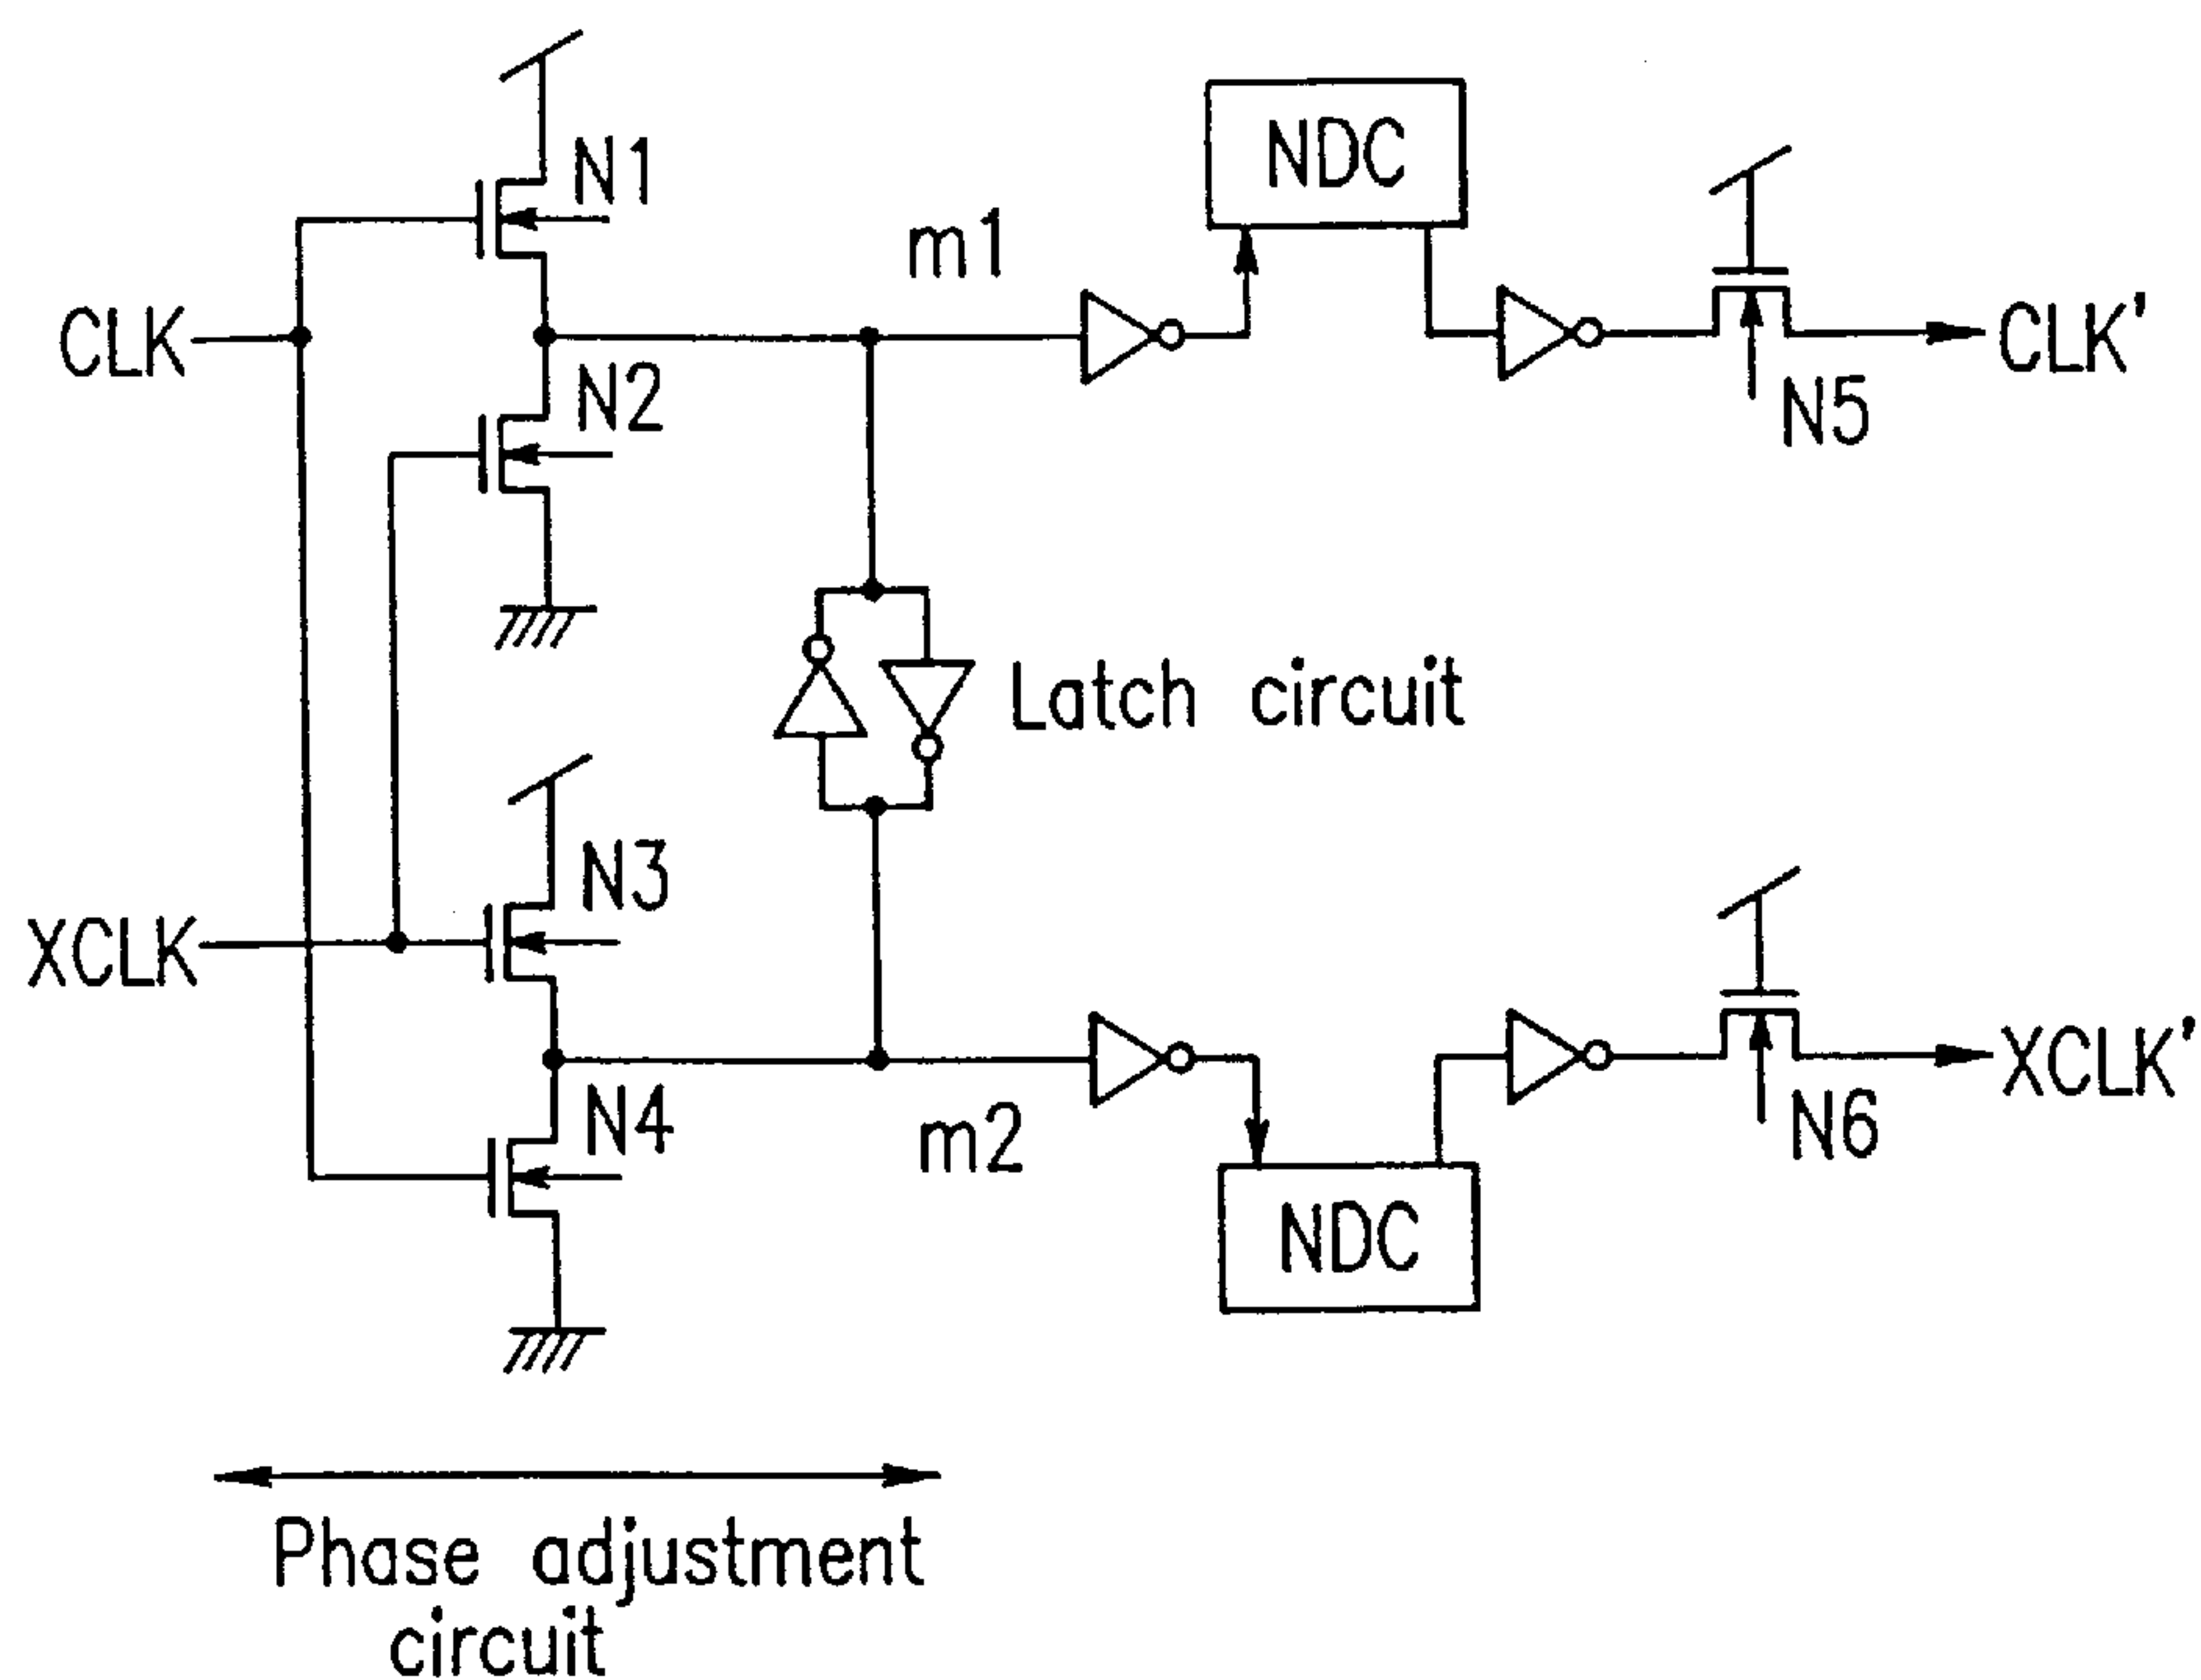 N1
NDC
m1
CLK
CLK'
N2
N5
Latch circuit
N3
XCLK
XCLK'
N4
m2
N6
NDC
Phase adjustment
circuit